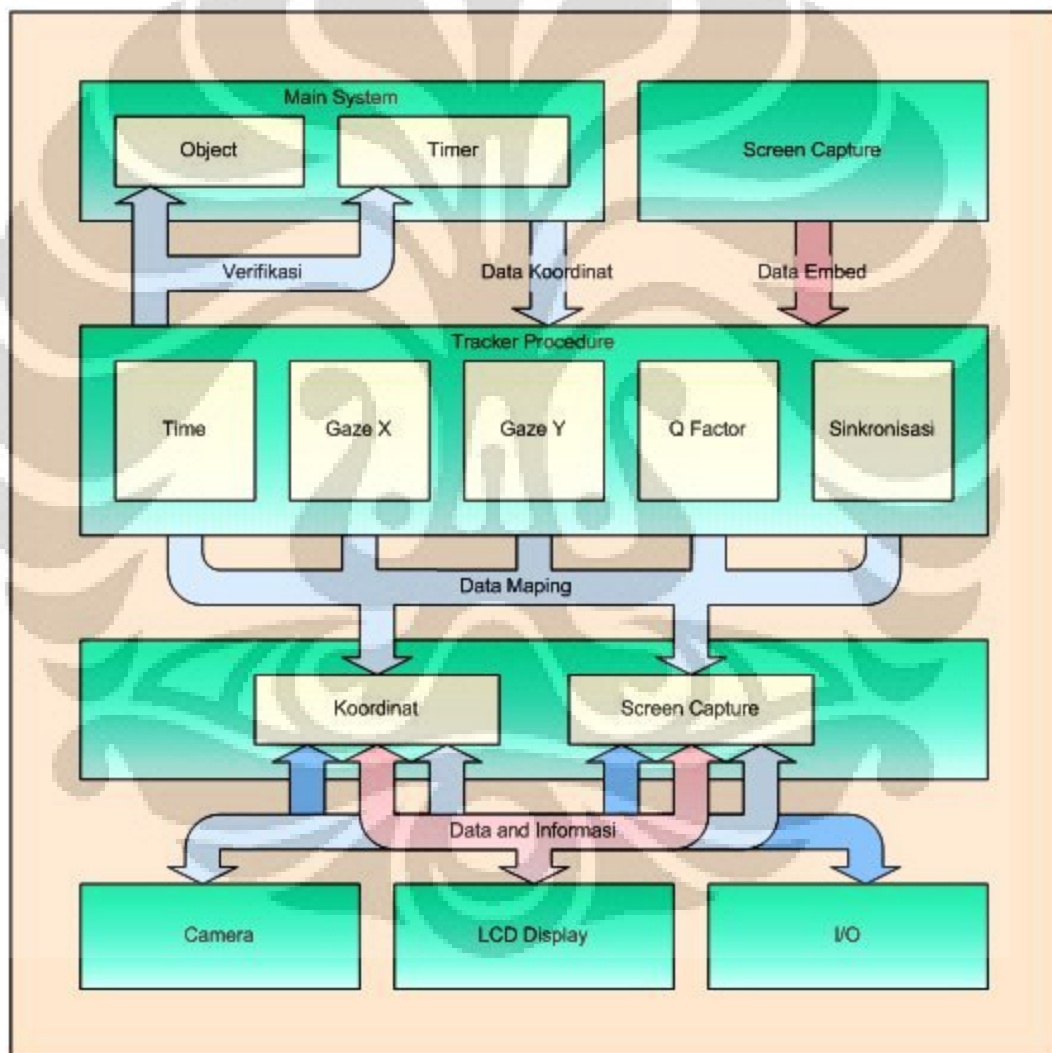 Main System
Object
Timer
Screen Capture
Verifikasi
Data Koordinat
Data Embed
Tracker Procedure
Time
Gaze X
Gaze Y
Q Factor
Sinkronisasi
Data Maping
Koordinat
Screen Capture
Data and Informasi
Camera
LCD Display
I/O